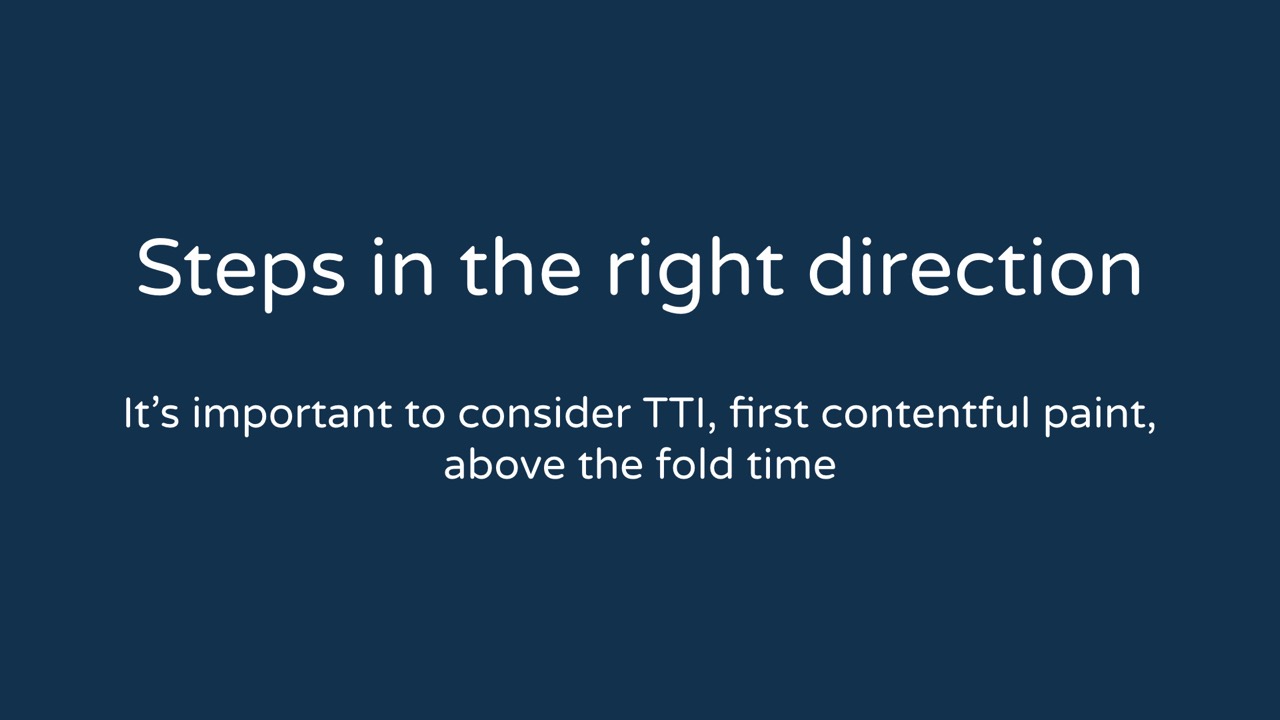 Steps in the right direction
It’s important to consider TTI, first contentful paint,
above the fold time